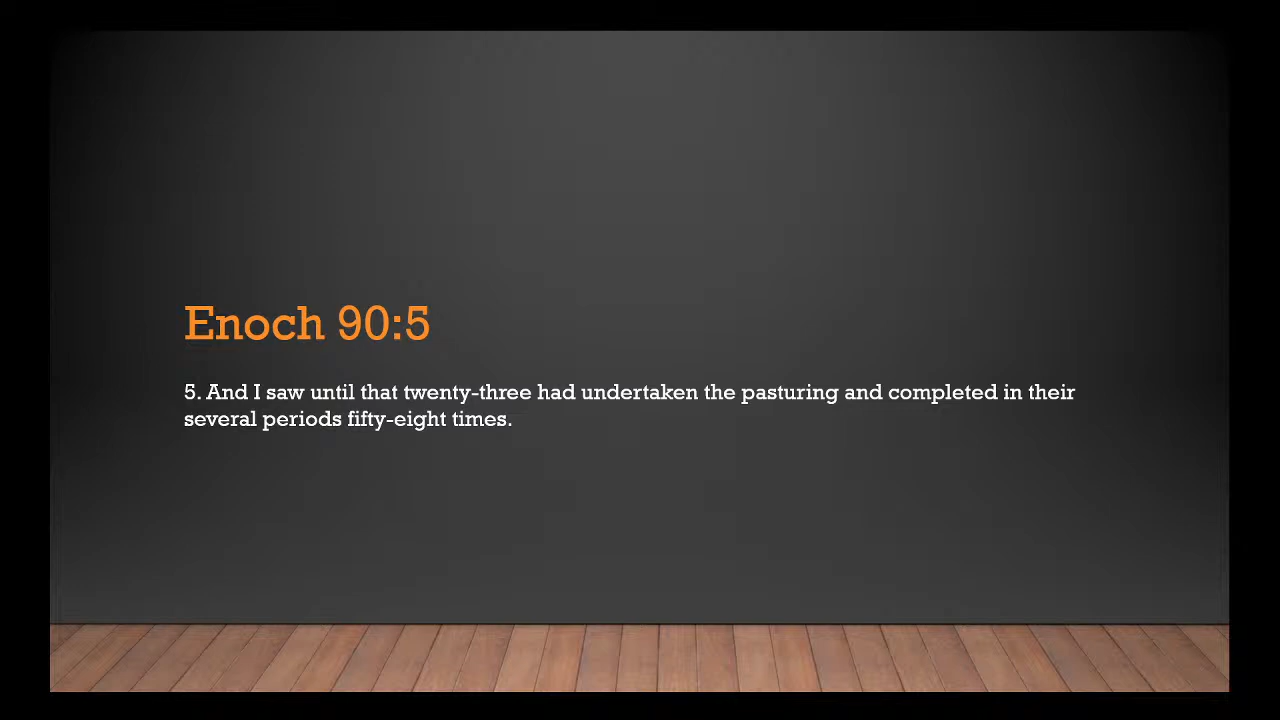 Enoch 90:5
5. And I saw until that twenty-three had undertaken the pasturing and completed in their
several periods fifty-eight times.